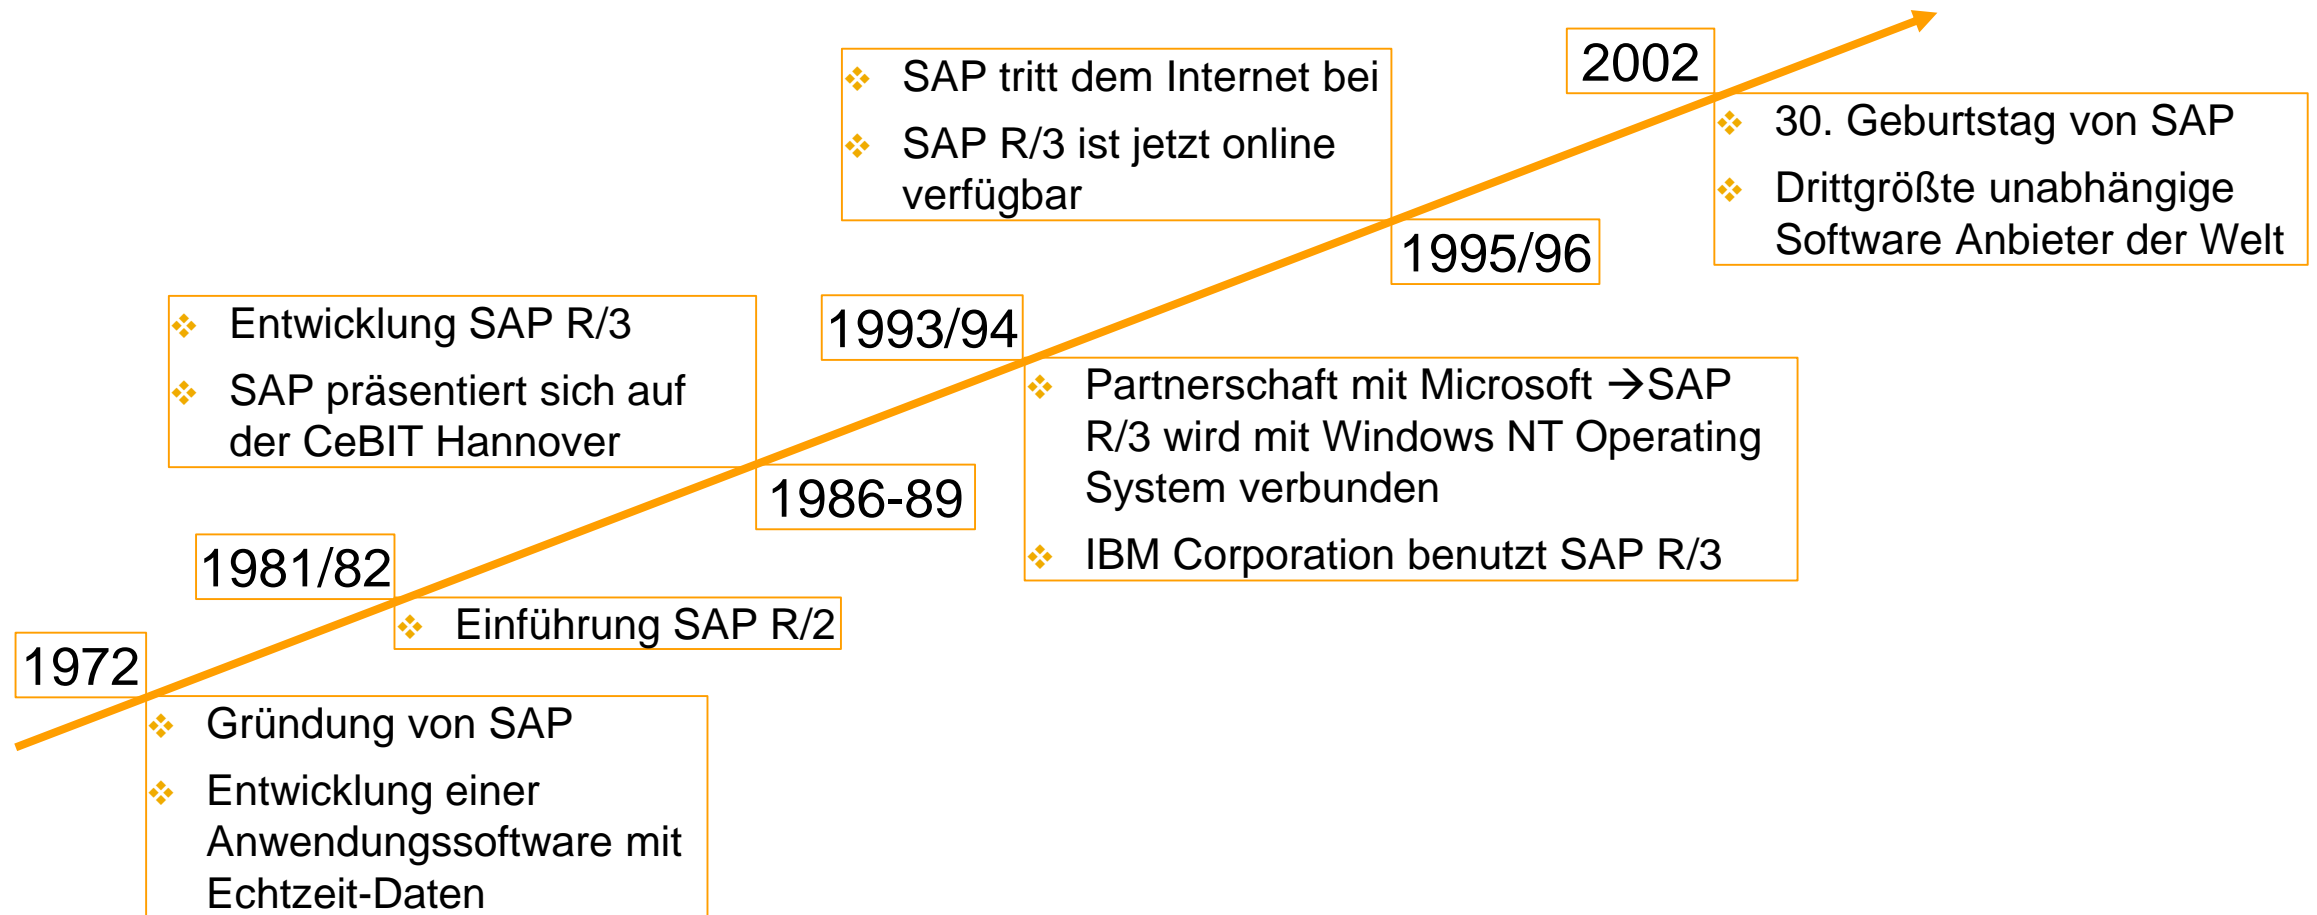 1972
Gründung von SAP
Entwicklung einer
Anwendungssoftware mit
Echtzeit-Daten
1981/82
Einführung SAP R/2
1986-89
Entwicklung SAP R/3
SAP präsentiert sich auf
der CeBIT Hannover
1993/94
Partnerschaft mit Microsoft →SAP
R/3 wird mit Windows NT Operating
System verbunden
IBM Corporation benutzt SAP R/3
1995/96
SAP tritt dem Internet bei
SAP R/3 ist jetzt online
verfügbar
2002
30. Geburtstag von SAP
Drittgrößte unabhängige
Software Anbieter der Welt